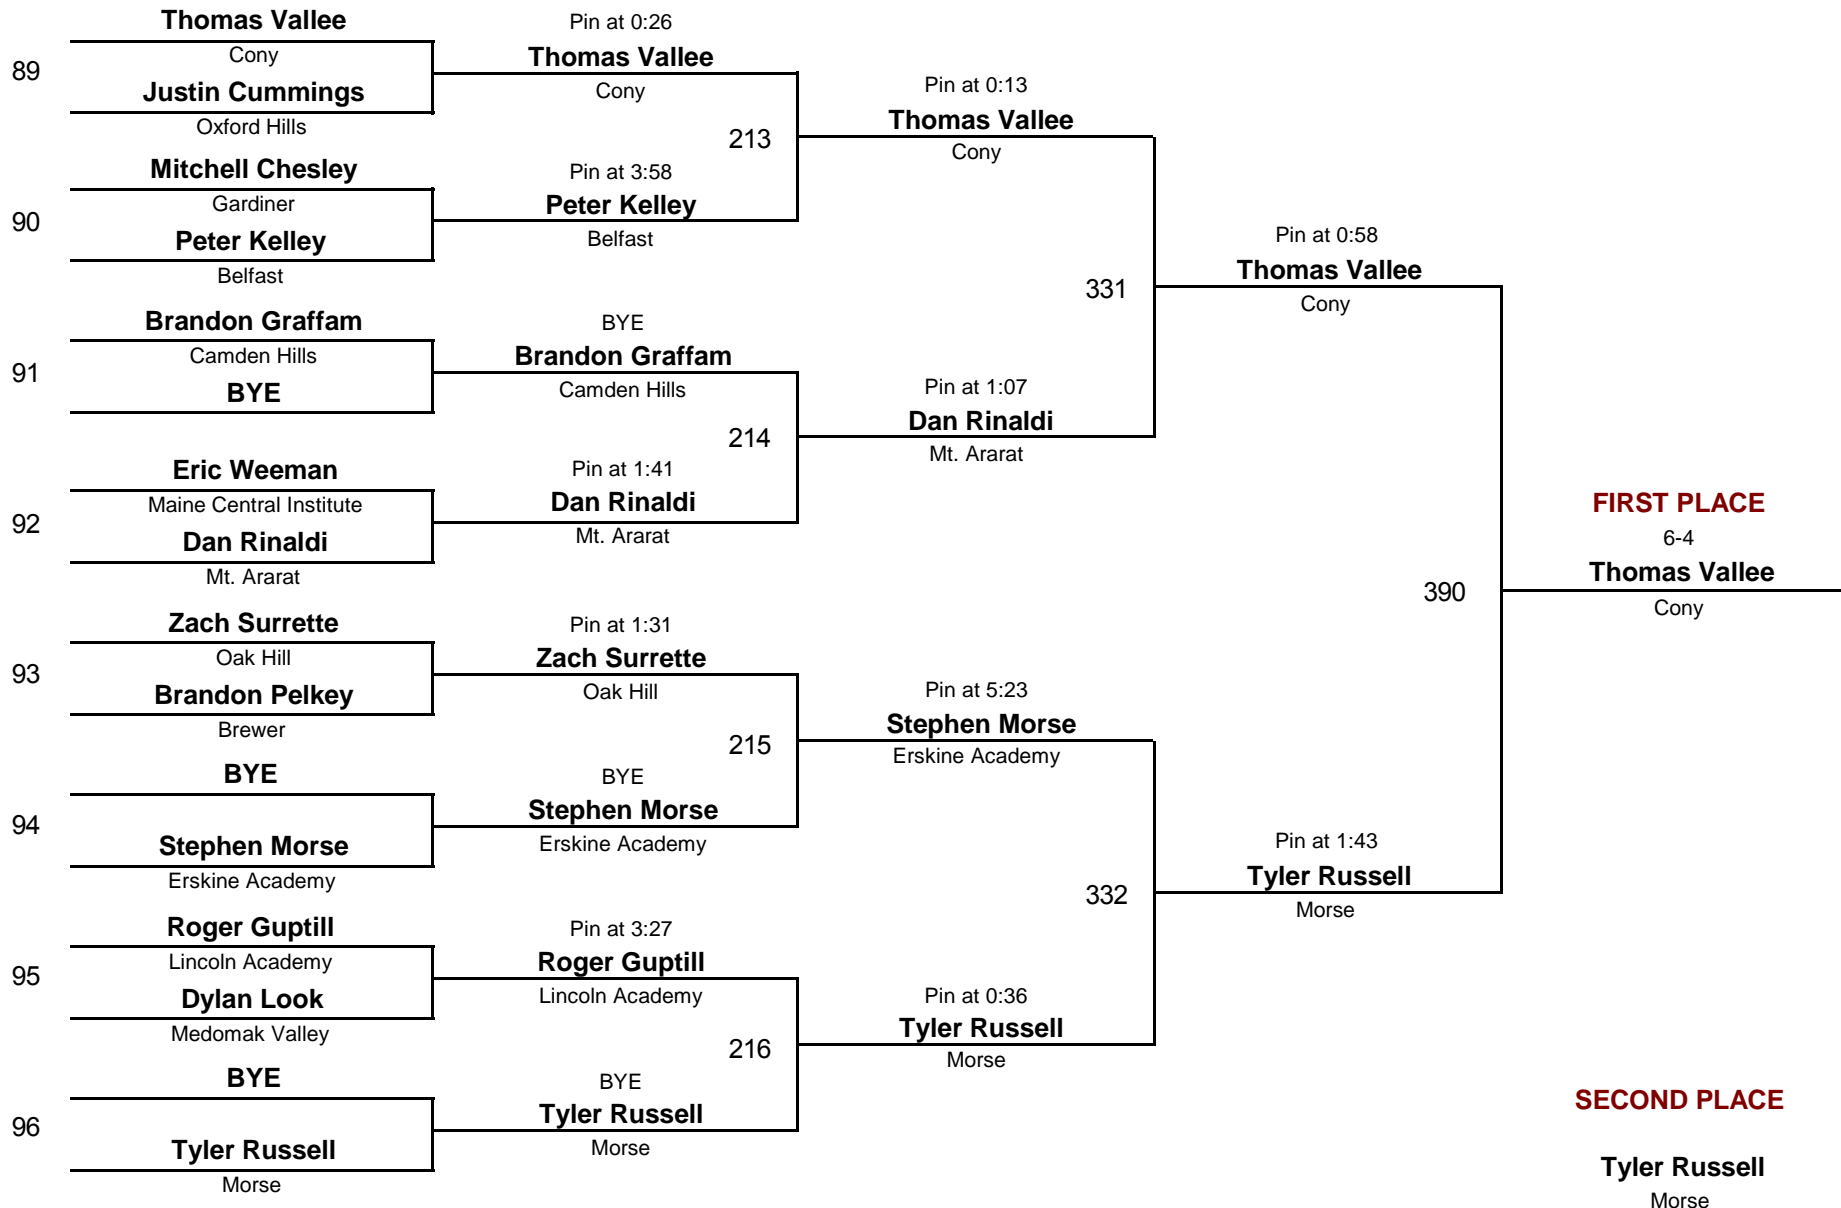 Thomas Vallee
Cony
89
Justin Cummings
Oxford Hills
Mitchell Chesley
Gardiner
90
Peter Kelley
Belfast
Brandon Graffam
Camden Hills
91
BYE
Eric Weeman
Maine Central Institute
92
Dan Rinaldi
Mt. Ararat
Zach Surrette
Oak Hill
93
Brandon Pelkey
Brewer
BYE
94
Stephen Morse
Erskine Academy
Roger Guptill
Lincoln Academy
95
Dylan Look
Medomak Valley
BYE
96
Tyler Russell
Morse
Pin at 0:26
Thomas Vallee
Cony
213
Pin at 3:58
Peter Kelley
Belfast
BYE
Brandon Graffam
Camden Hills
214
Pin at 1:41
Dan Rinaldi
Mt. Ararat
Pin at 1:31
Zach Surrette
Oak Hill
215
BYE
Stephen Morse
Erskine Academy
Pin at 3:27
Roger Guptill
Lincoln Academy
216
BYE
Tyler Russell
Morse
Pin at 0:13
Thomas Vallee
Cony
331
Pin at 1:07
Dan Rinaldi
Mt. Ararat
Pin at 5:23
Stephen Morse
Erskine Academy
332
Pin at 0:36
Tyler Russell
Morse
Pin at 0:58
Thomas Vallee
Cony
390
Pin at 1:43
Tyler Russell
Morse
FIRST PLACE
6-4
Thomas Vallee
Cony
SECOND PLACE
Tyler Russell
Morse